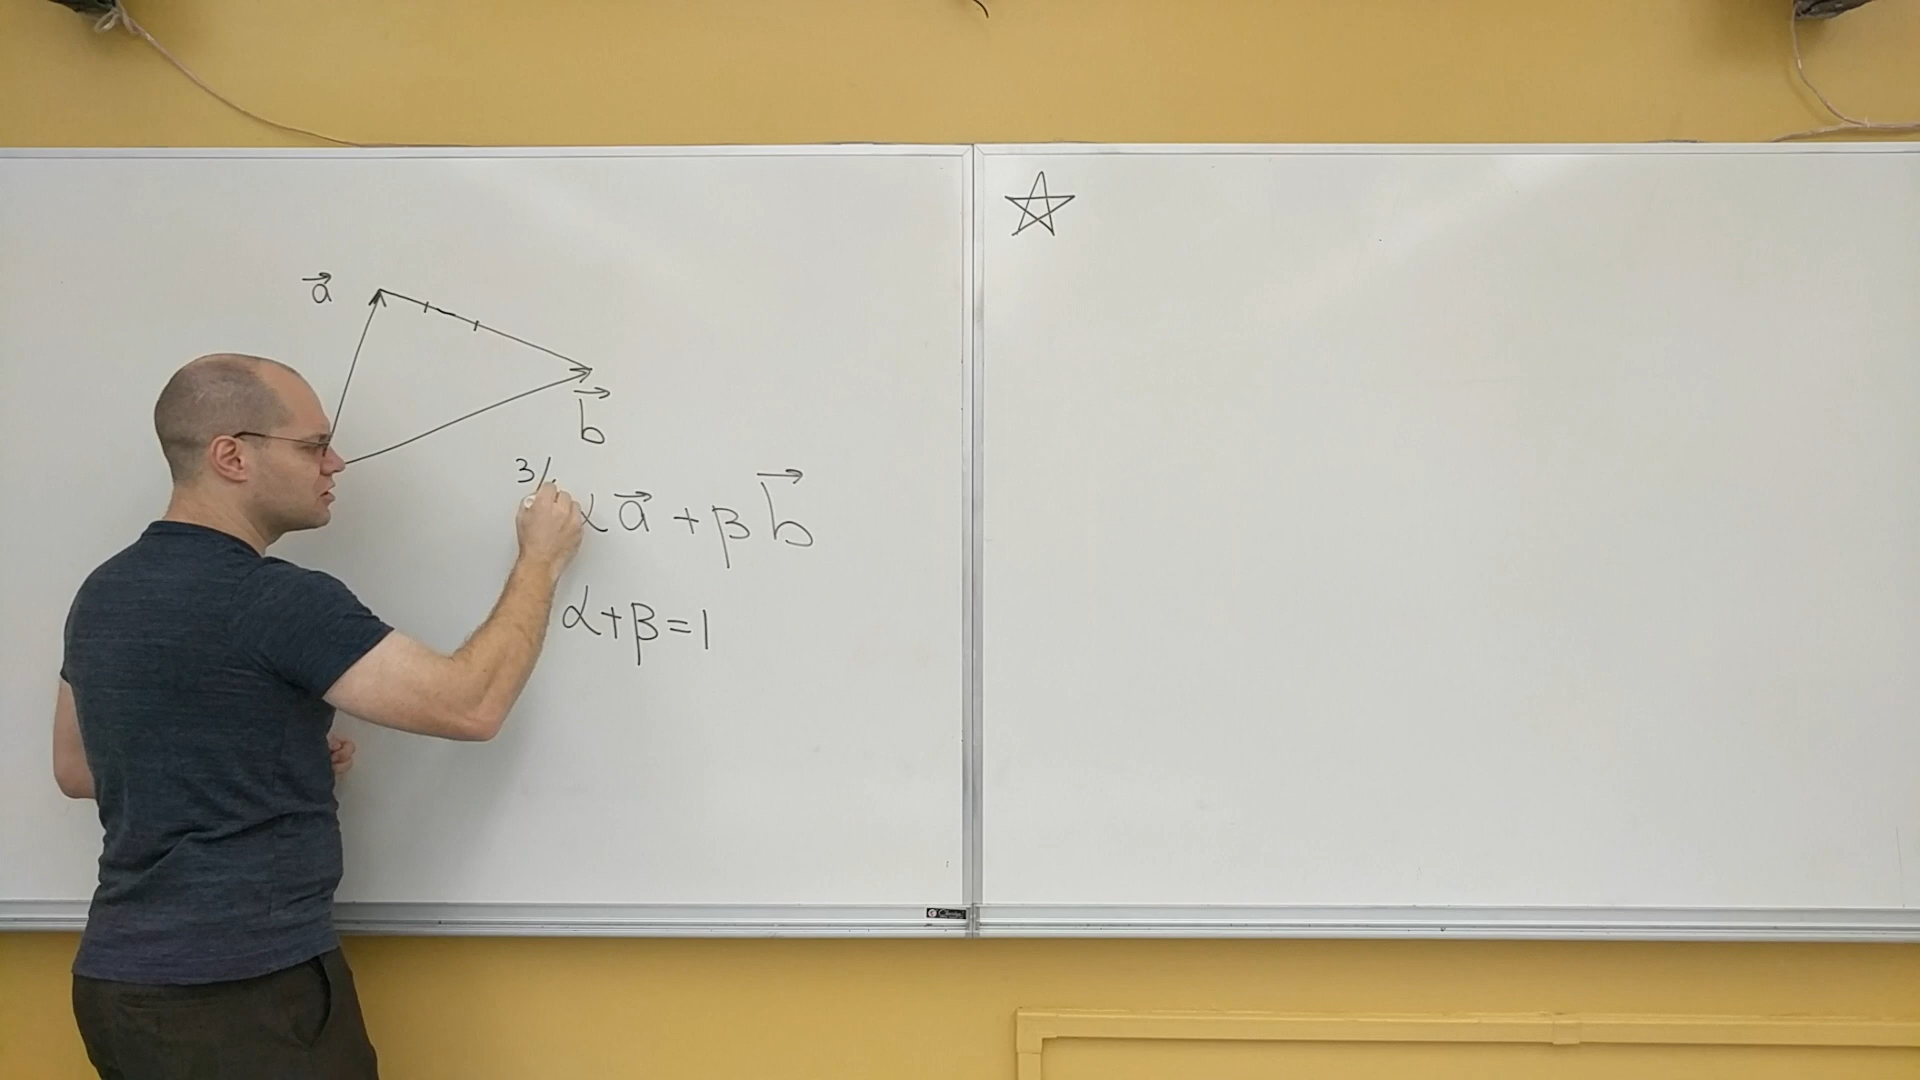 a⃗
b⃗
3/
α a⃗ + β b⃗
α+β=1